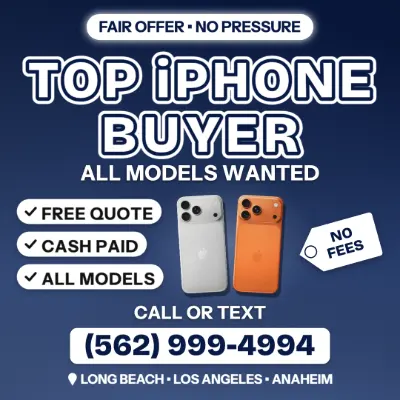 FAIR OFFER • NO PRESSURE
TOP iPHONE
BUYER
ALL MODELS WANTED
✓ FREE QUOTE
✓ CASH PAID
✓ ALL MODELS
NO
FEES
CALL OR TEXT
(562) 999-4994
LONG BEACH • LOS ANGELES • ANAHEIM